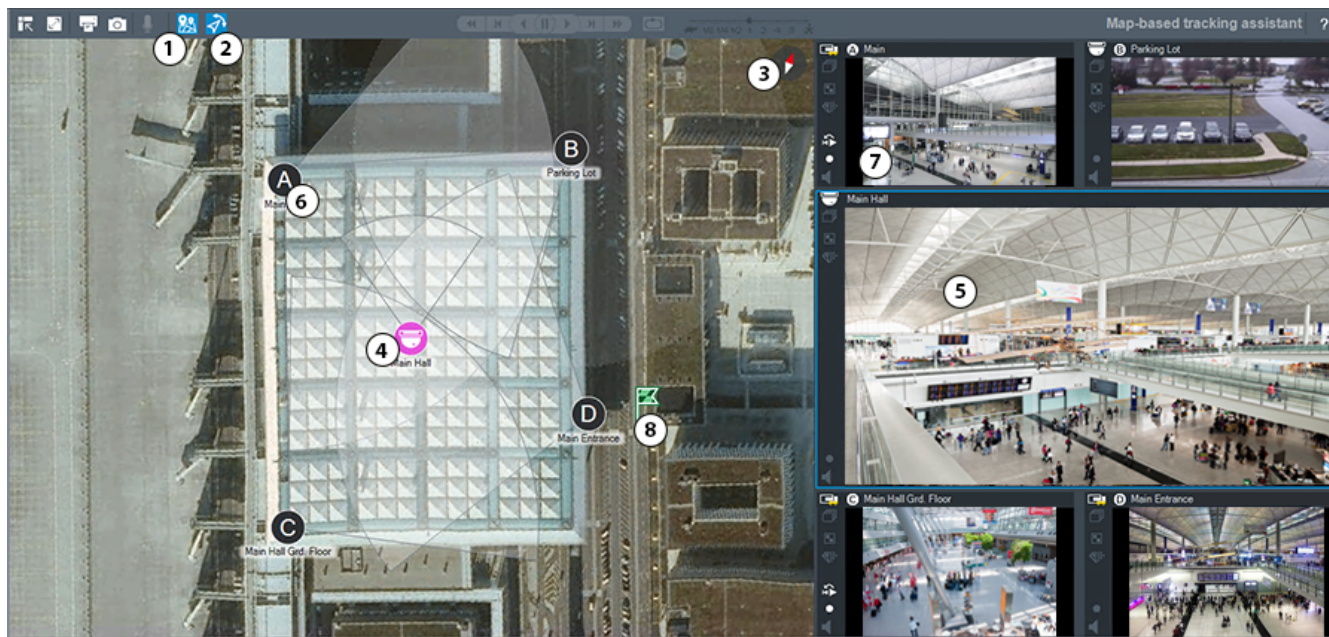 Map-based tracking assistant ?
1
2
3
A Main
B Parking Lot
7
A
6
Main
B
Parking Lot
Main Hall
5
4
Main Hall
D
Main Entrance
8
C
Main Hall Grd. Floor
C Main Hall Grd. Floor
D Main Entrance